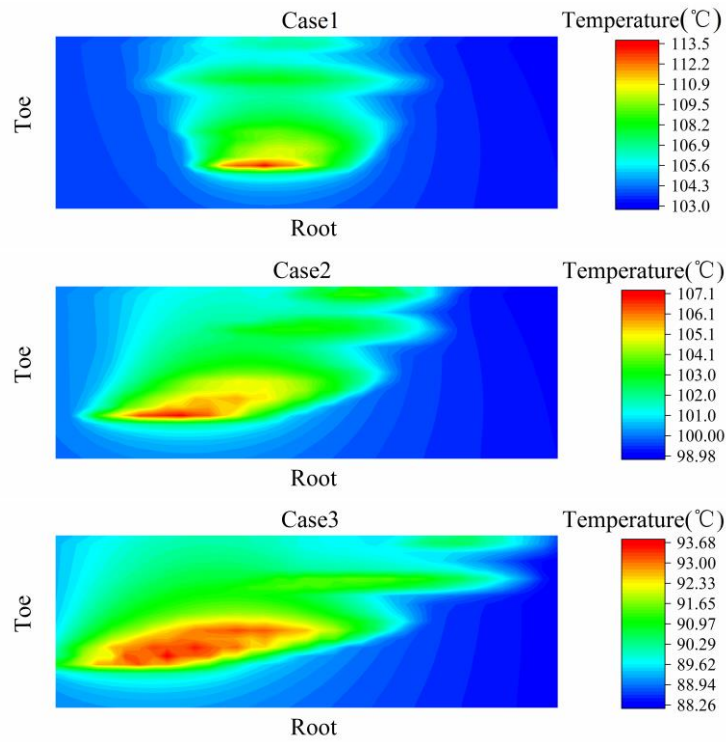 Case1
Temperature(℃)
113.5
112.2
110.9
109.5
108.2
106.9
105.6
104.3
103.0
Toe
Root
Case2
Temperature(℃)
107.1
106.1
105.1
104.1
103.0
102.0
101.0
100.00
98.98
Toe
Root
Case3
Temperature(℃)
93.68
93.00
92.33
91.65
90.97
90.29
89.62
88.94
88.26
Toe
Root